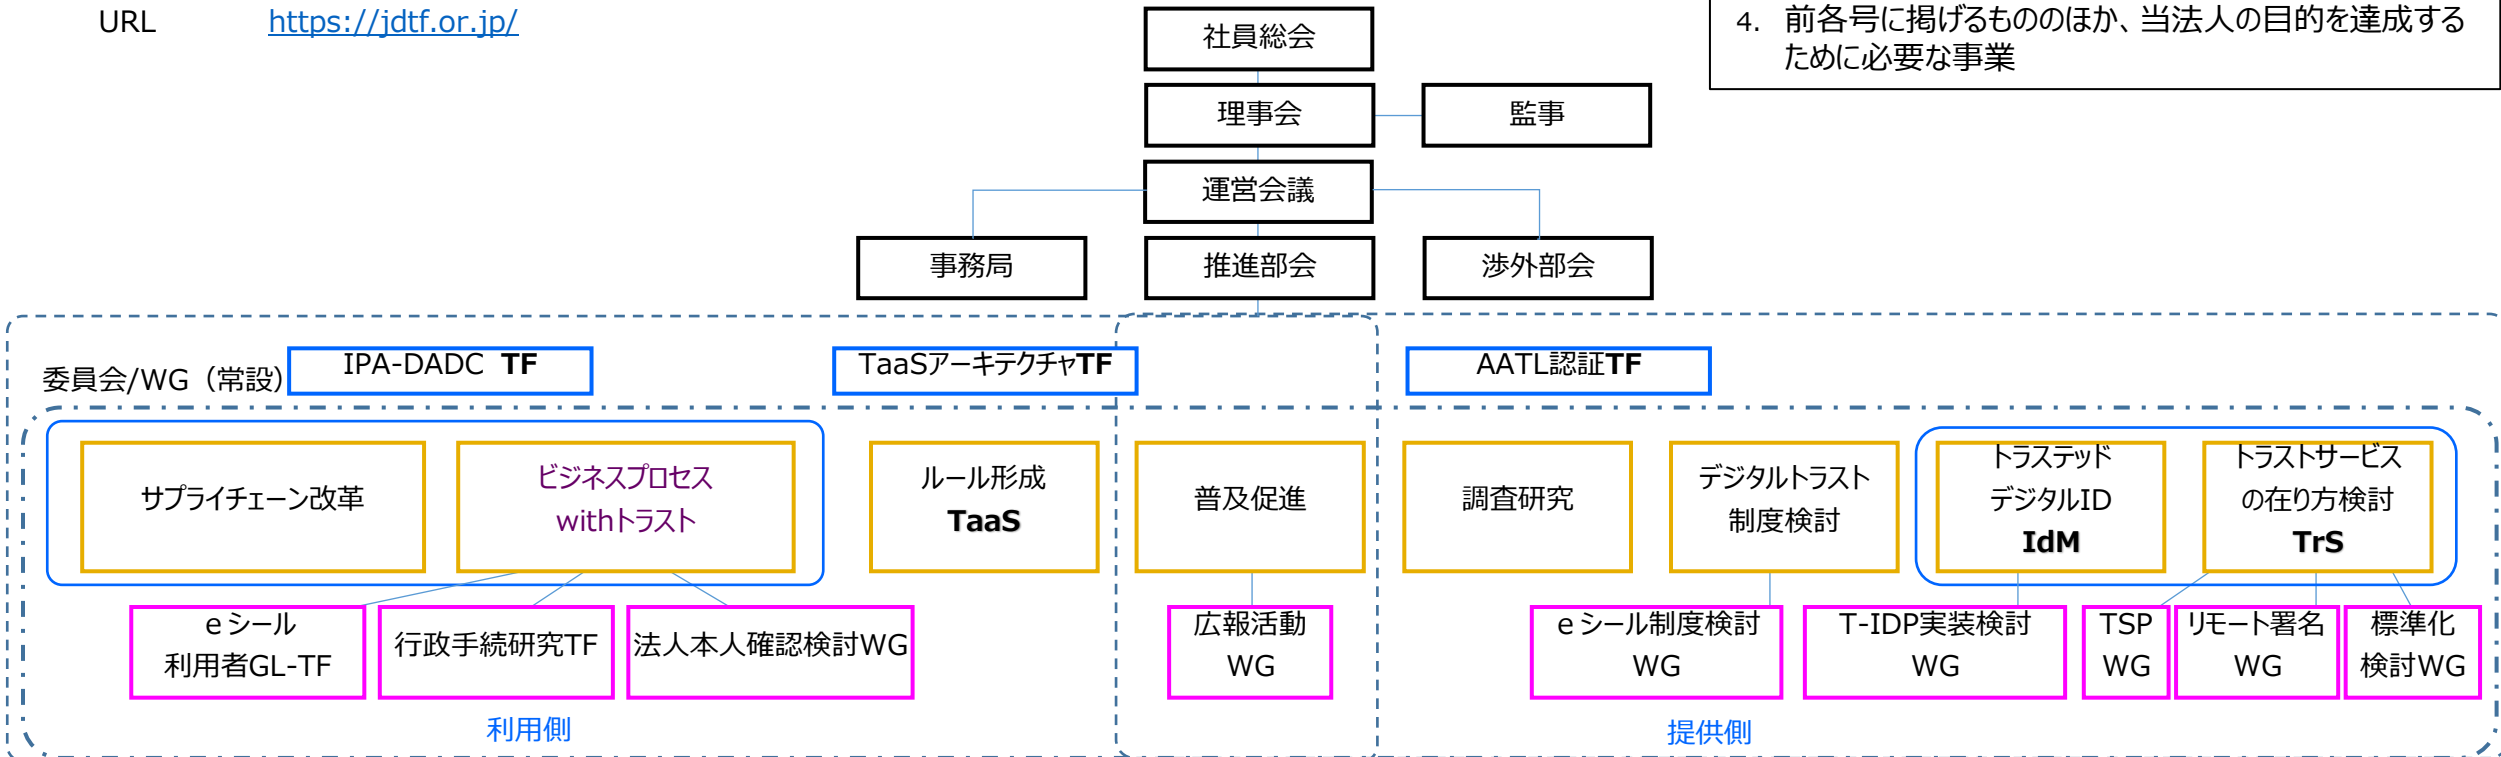 URL https://jdtf.or.jp/
4. 前各号に掲げるもののほか、当法人の目的を達成する
ために必要な事業
社員総会
理事会
監事
運営会議
事務局
推進部会
渉外部会
委員会/WG（常設）
IPA-DADC TF
TaaSアーキテクチャTF
AATL認証TF
サプライチェーン改革
ビジネスプロセス
withトラスト
ルール形成
TaaS
普及促進
調査研究
デジタルトラスト
制度検討
トラステッド
デジタルID
IdM
トラストサービス
の在り方検討
TrS
eシール
利用者GL-TF
行政手続研究TF
法人本人確認検討WG
広報活動
WG
eシール制度検討
WG
T-IDP実装検討
WG
TSP
WG
リモート署名
WG
標準化
検討WG
利用側
提供側